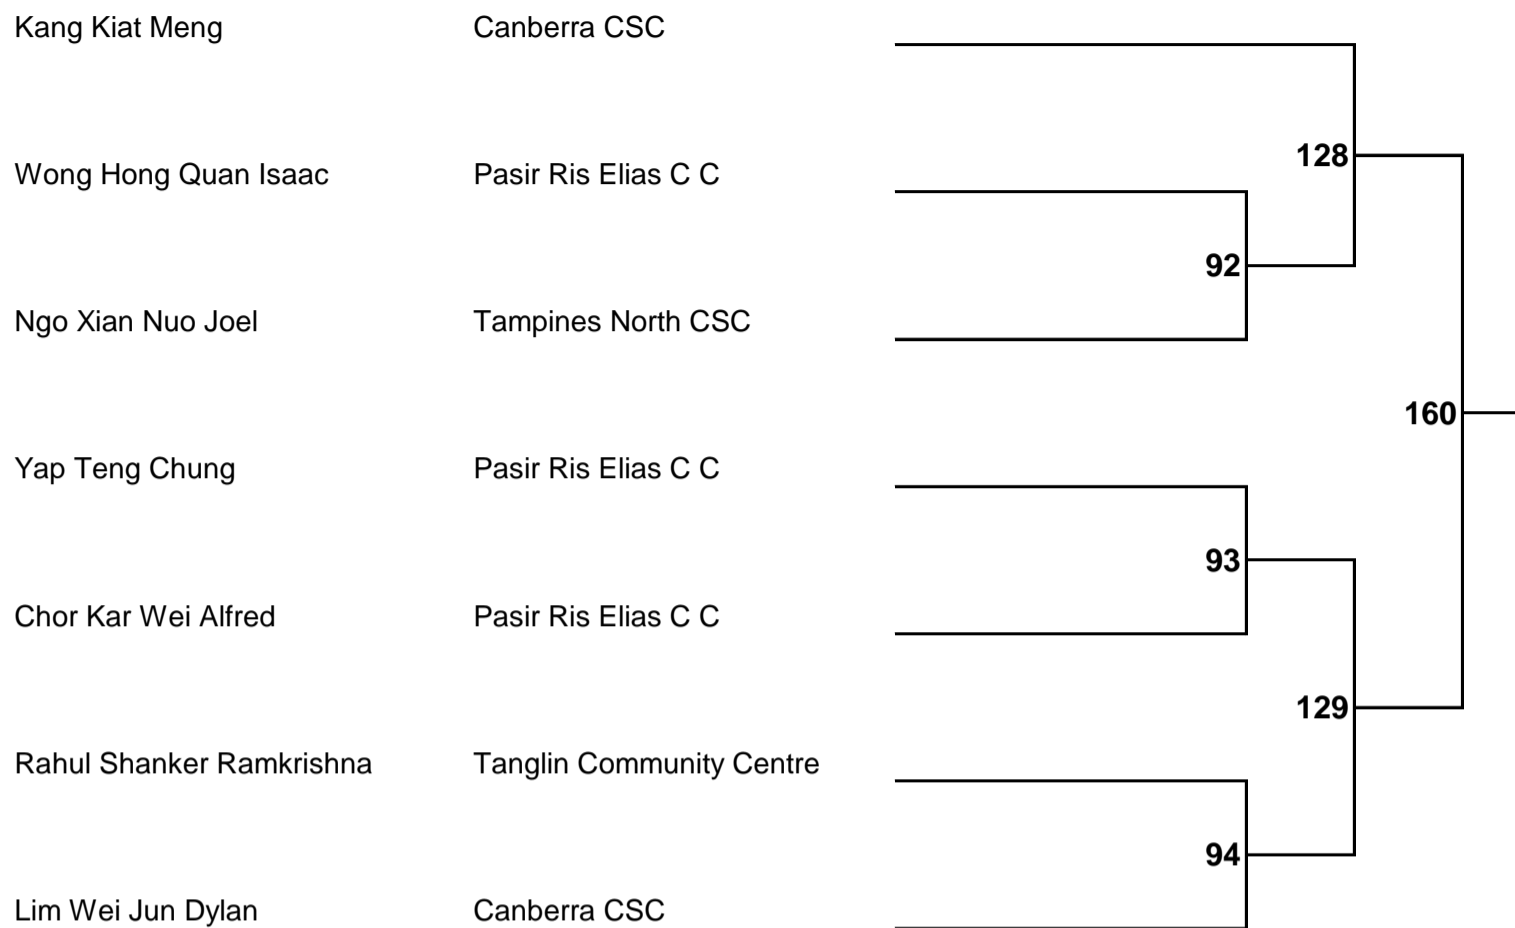 Kang Kiat Meng Canberra CSC
128
Wong Hong Quan Isaac Pasir Ris Elias C C
92
Ngo Xian Nuo Joel Tampines North CSC
160
Yap Teng Chung Pasir Ris Elias C C
93
Chor Kar Wei Alfred Pasir Ris Elias C C
129
Rahul Shanker Ramkrishna Tanglin Community Centre
94
Lim Wei Jun Dylan Canberra CSC